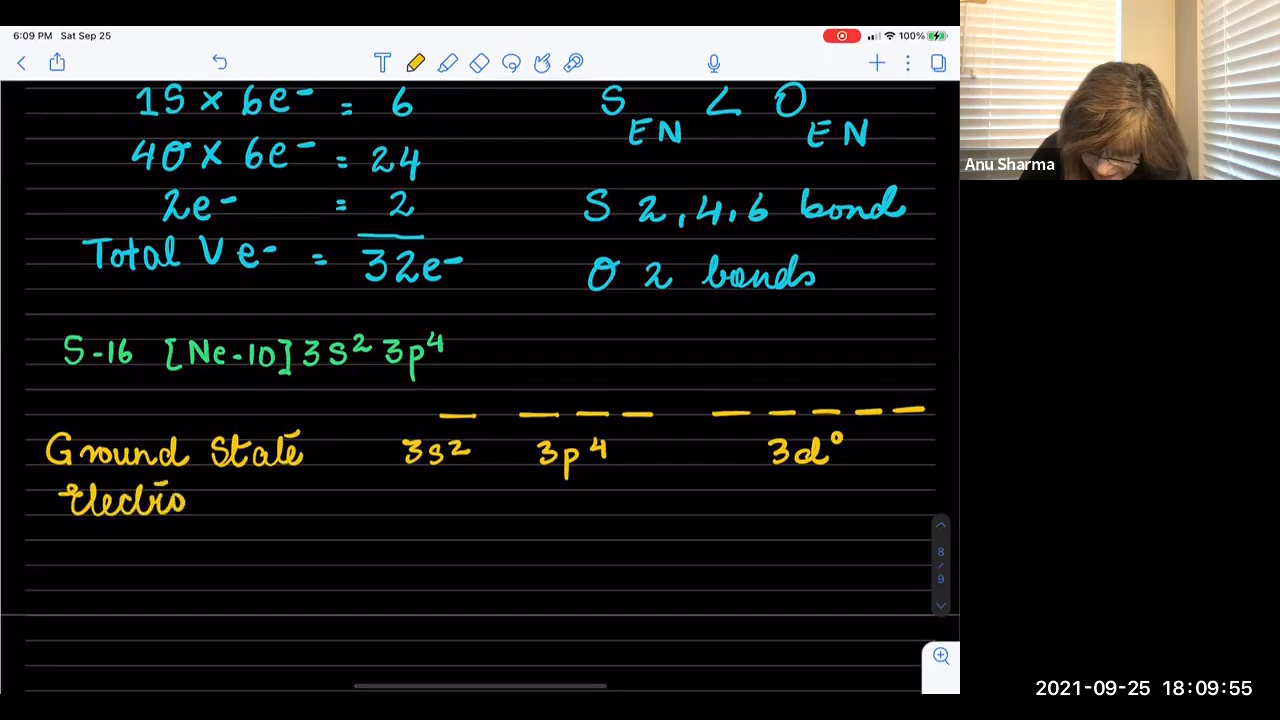 6:09 PM Sat Sep 25 100%
1S × 6e- = 6
4O × 6e- = 24
2e- = 2
Total V e- = 32e-
S EN < O EN
S 2,4,6 bond
O 2 bonds
S-16 [Ne-10] 3s² 3p⁴
Ground State 3s² 3p⁴ 3d⁰
Electro
8
/
9
Anu Sharma
2021-09-25 18:09:55